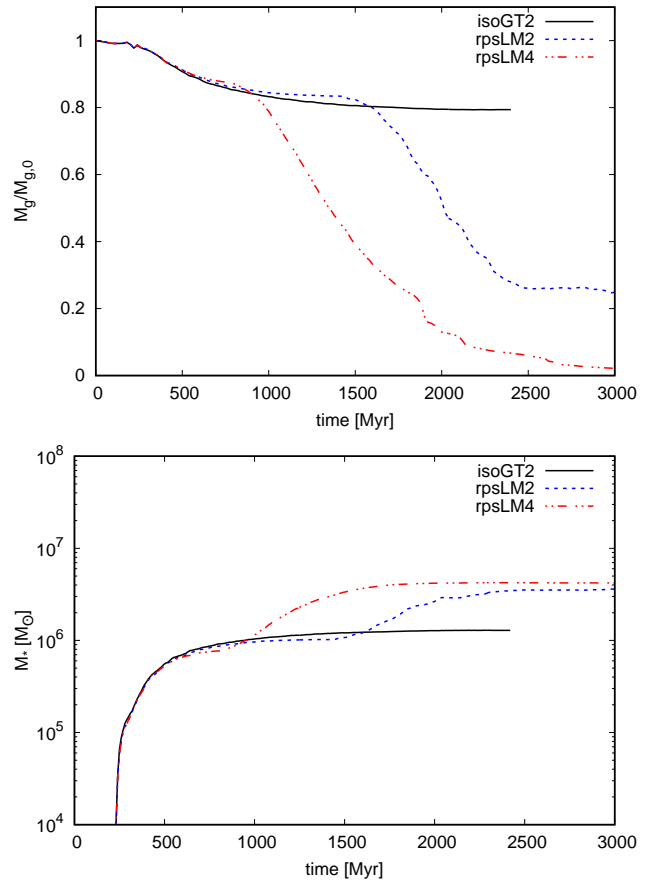 isoGT2
rpsLM2
rpsLM4
1
0.8
0.6
0.4
0.2
0
M_g/M_g,0
0 500 1000 1500 2000 2500 3000
time [Myr]
isoGT2
rpsLM2
rpsLM4
10^8
10^7
10^6
10^5
10^4
M_* [M_⊙]
0 500 1000 1500 2000 2500 3000
time [Myr]